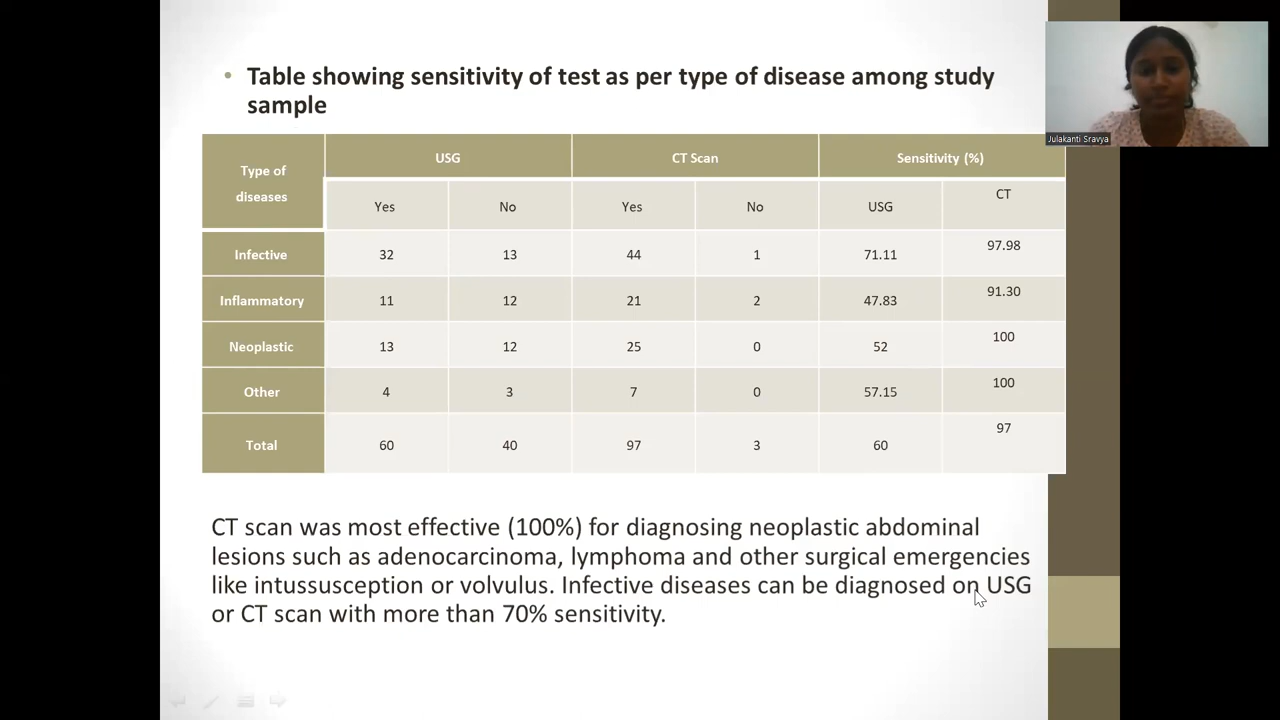 • Table showing sensitivity of test as per type of disease among study
sample
Julakanti Sravya
Type of diseases USG CT Scan Sensitivity (%)
Yes No Yes No USG CT
Infective 32 13 44 1 71.11 97.98
Inflammatory 11 12 21 2 47.83 91.30
Neoplastic 13 12 25 0 52 100
Other 4 3 7 0 57.15 100
Total 60 40 97 3 60 97
CT scan was most effective (100%) for diagnosing neoplastic abdominal
lesions such as adenocarcinoma, lymphoma and other surgical emergencies
like intussusception or volvulus. Infective diseases can be diagnosed on USG
or CT scan with more than 70% sensitivity.